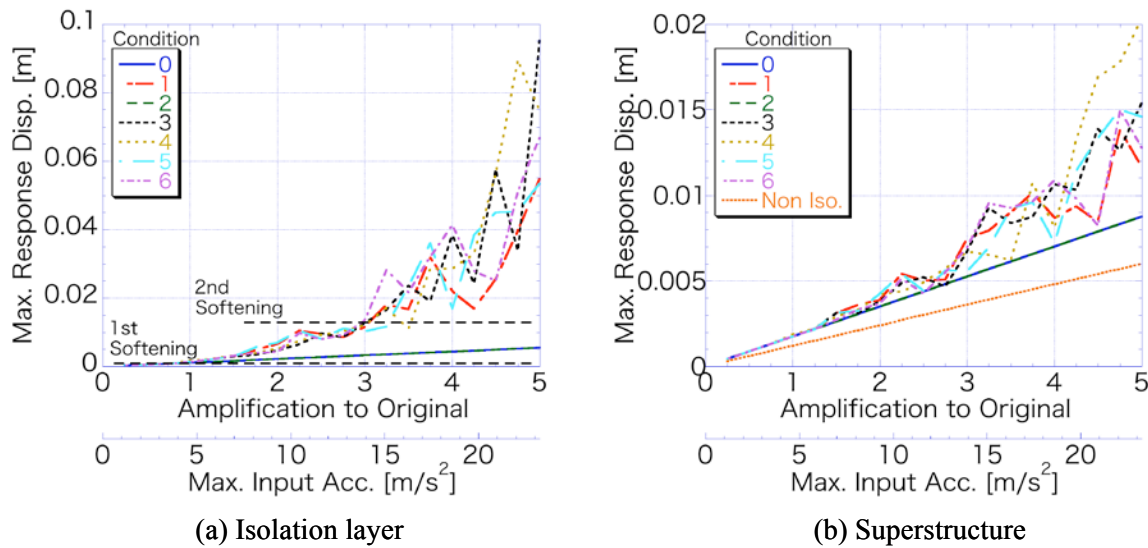 0.1
0.08
0.06
0.04
0.02
0
Max. Response Disp. [m]
Condition
0
1
2
3
4
5
6
2nd
Softening
1st
Softening
0 1 2 3 4 5
Amplification to Original
0 5 10 15 20
Max. Input Acc. [m/s²]
(a) Isolation layer
0.02
0.015
0.01
0.005
0
Max. Response Disp. [m]
Condition
0
1
2
3
4
5
6
Non Iso.
0 1 2 3 4 5
Amplification to Original
0 5 10 15 20
Max. Input Acc. [m/s²]
(b) Superstructure